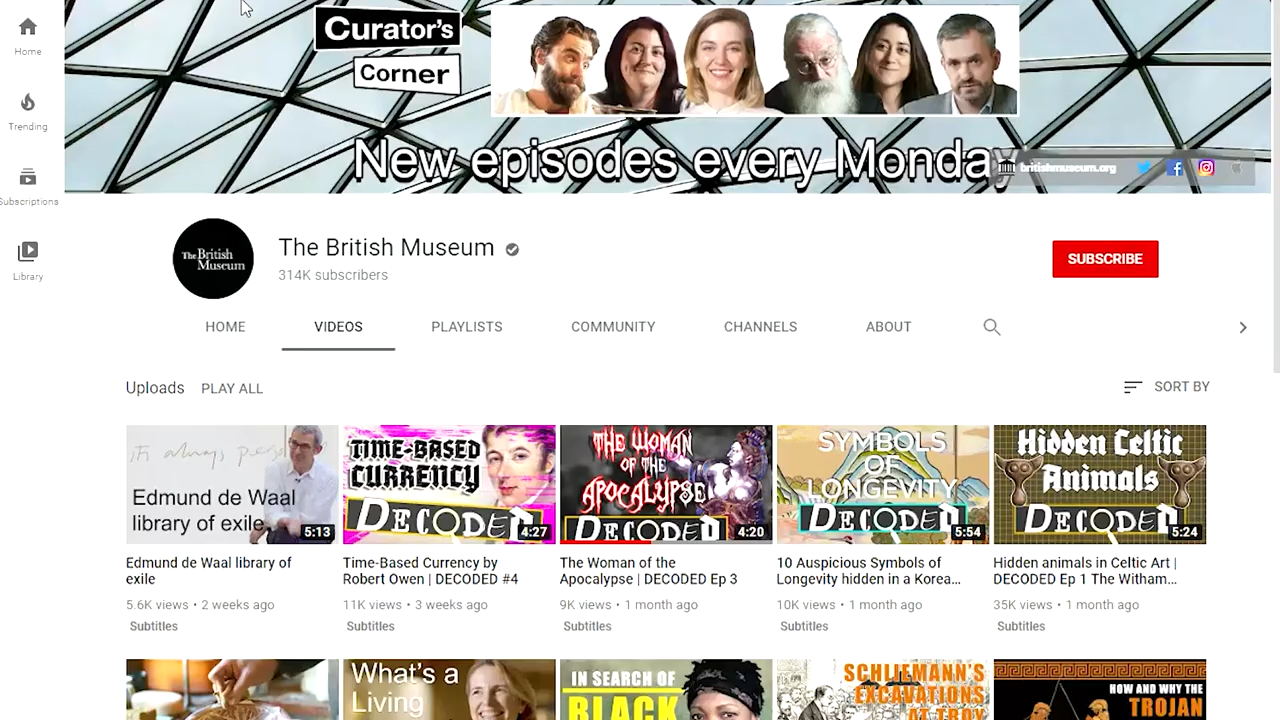 Curator's
Corner
New episodes every Monday
britishmuseum.org
Home
Trending
Subscriptions
Library
The British Museum
The British Museum
314K subscribers
SUBSCRIBE
HOME VIDEOS PLAYLISTS COMMUNITY CHANNELS ABOUT
Uploads PLAY ALL SORT BY
Edmund de Waal
library of exile
5:13
Edmund de Waal library of
exile
5.6K views • 2 weeks ago
Subtitles
TIME-BASED
CURRENCY
DECODED
4:27
Time-Based Currency by
Robert Owen | DECODED #4
11K views • 3 weeks ago
Subtitles
THE WOMAN
OF THE
APOCALYPSE
DECODED
4:20
The Woman of the
Apocalypse | DECODED Ep 3
9K views • 1 month ago
Subtitles
SYMBOLS
OF
LONGEVITY
DECODED
5:54
10 Auspicious Symbols of
Longevity hidden in a Korea...
10K views • 1 month ago
Subtitles
Hidden Celtic
Animals
DECODED
5:24
Hidden animals in Celtic Art |
DECODED Ep 1 The Witham...
35K views • 1 month ago
Subtitles
What's a
Living
IN SEARCH OF
BLACK
SCHLIEMANN'S
EXCAVATIONS
AT TROY
HOW AND WHY THE
TROJAN